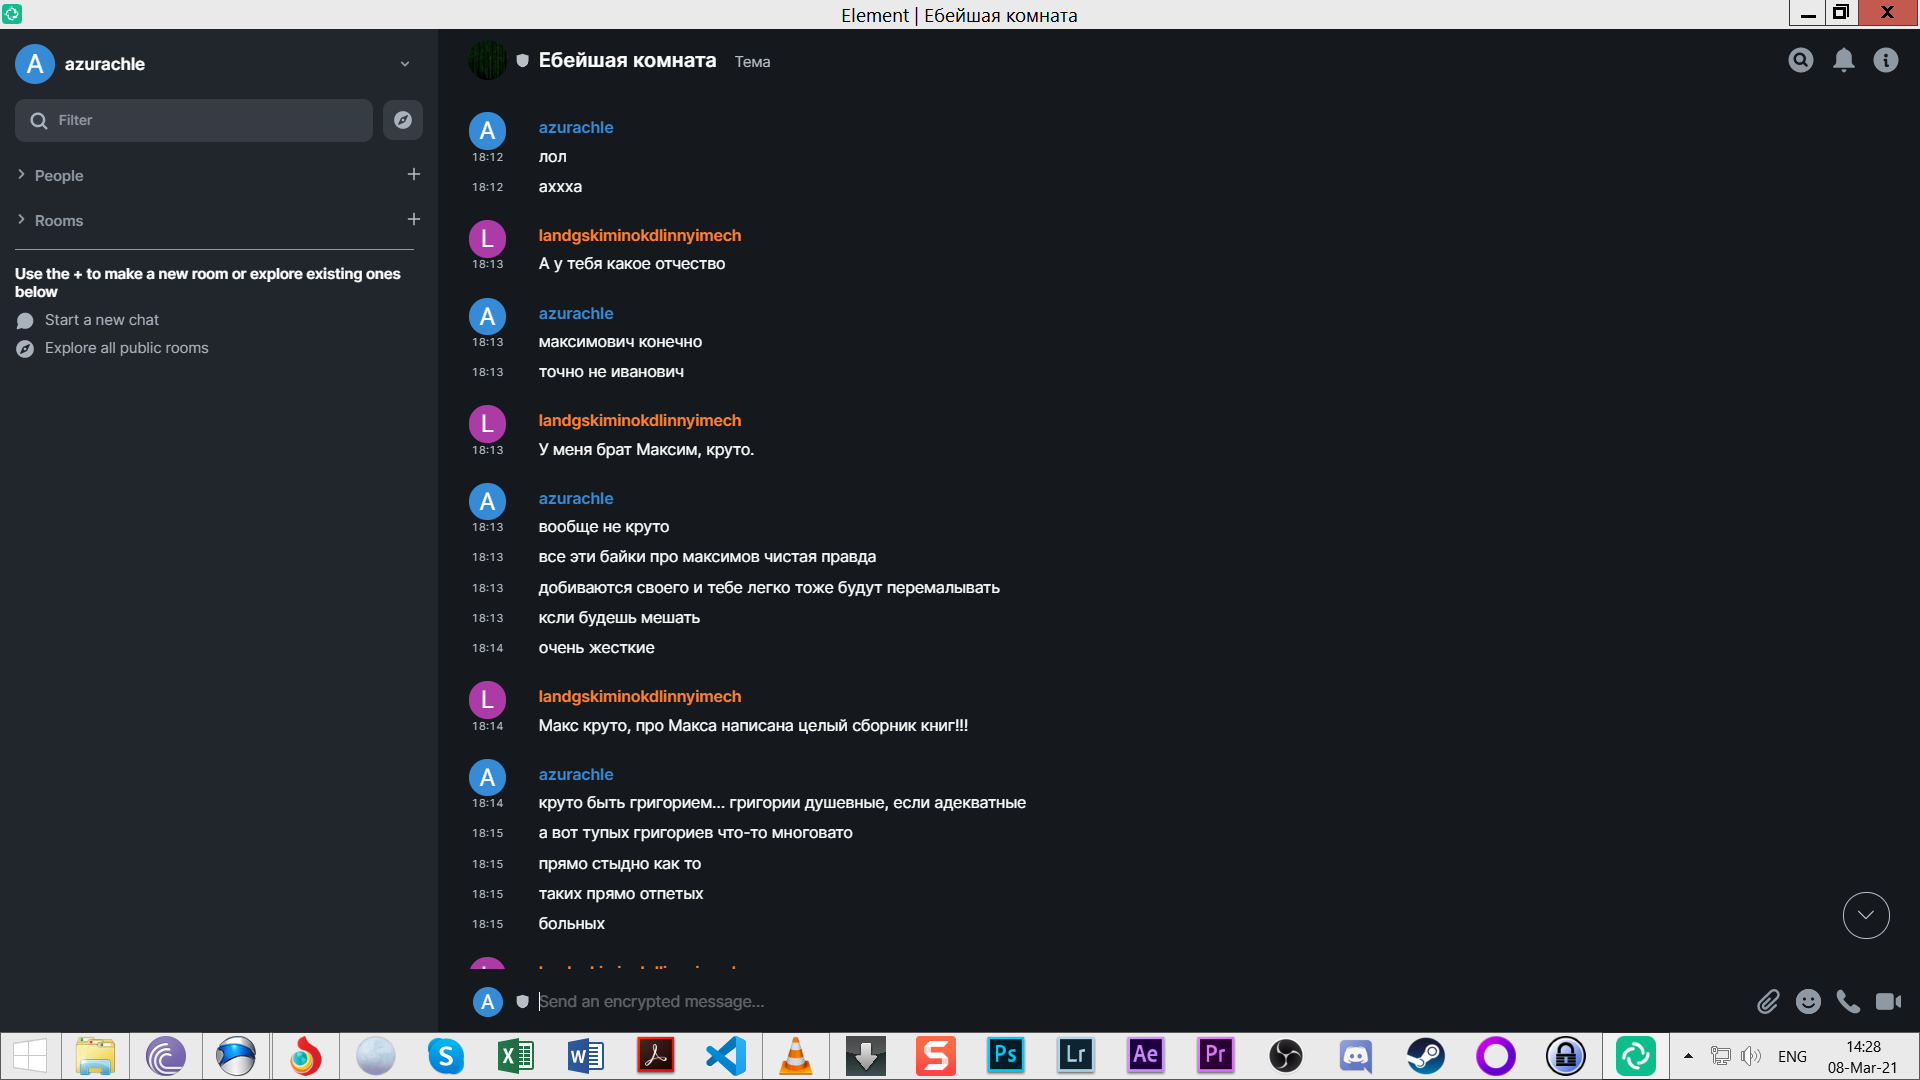 Element | Ебейшая комната
A
azurachle
Filter
People
Rooms
Use the + to make a new room or explore existing ones
below
Start a new chat
Explore all public rooms
Ебейшая комната Тема
A azurachle
18:12 лол
18:12 аххха
L landgskiminokdlinnyimech
18:13 А у тебя какое отчество
A azurachle
18:13 максимович конечно
18:13 точно не иванович
L landgskiminokdlinnyimech
18:13 У меня брат Максим, круто.
A azurachle
18:13 вообще не круто
18:13 все эти байки про максимов чистая правда
18:13 добиваются своего и тебе легко тоже будут перемалывать
18:13 ксли будешь мешать
18:14 очень жесткие
L landgskiminokdlinnyimech
18:14 Макс круто, про Макса написана целый сборник книг!!!
A azurachle
18:14 круто быть григорием... григории душевные, если адекватные
18:15 а вот тупых григориев что-то многовато
18:15 прямо стыдно как то
18:15 таких прямо отпетых
18:15 больных
A Send an encrypted message...
Ps Lr Ae Pr
ENG
14:28
08-Mar-21